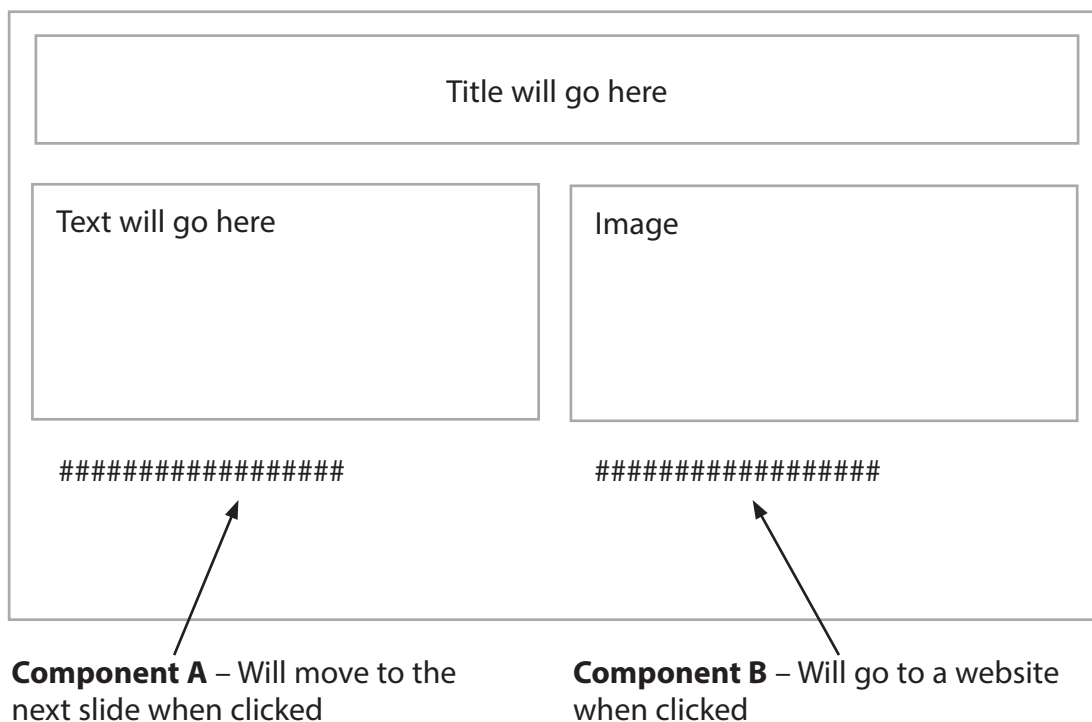 Title will go here
Text will go here
Image
##################
##################
Component A – Will move to the
next slide when clicked
Component B – Will go to a website
when clicked